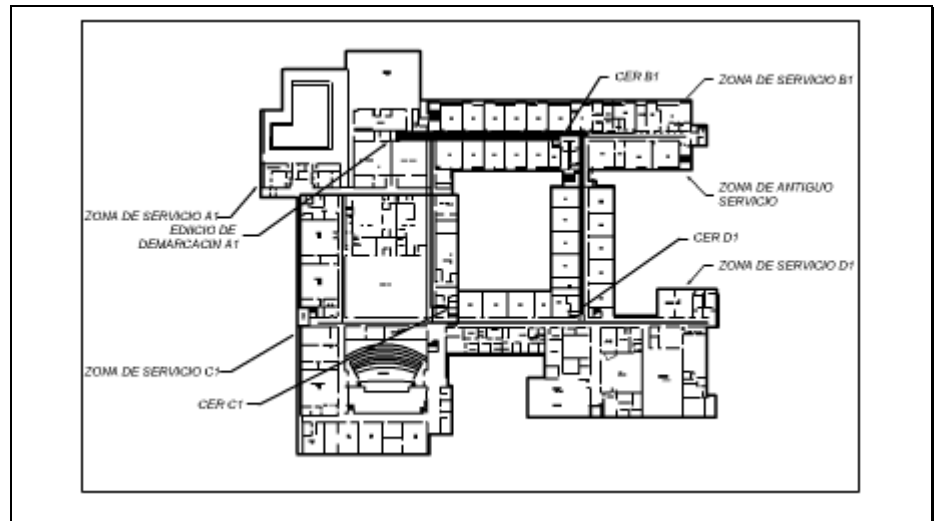 CER B1
ZONA DE SERVICIO B1
ZONA DE ANTIGUO
SERVICIO
ZONA DE SERVICIO A1
EDIICIO DE
DEMARCACIN A1
CER D1
ZONA DE SERVICIO D1
ZONA DE SERVICIO C1
CER C1